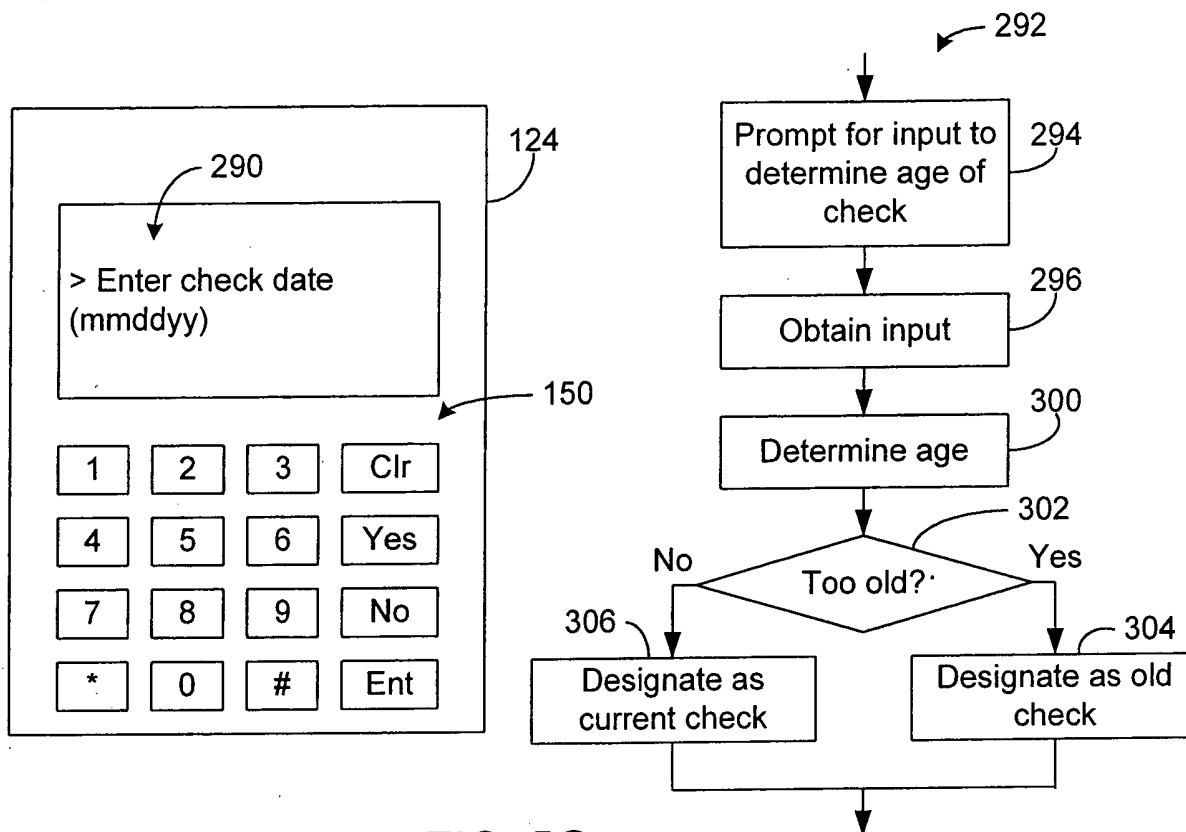 292
124
290
> Enter check date
(mmddyy)
150
1 2 3 Clr
4 5 6 Yes
7 8 9 No
* 0 # Ent
Prompt for input to
determine age of
check
294
Obtain input
296
Determine age
300
Too old?
302
No
Yes
306
Designate as
current check
304
Designate as old
check